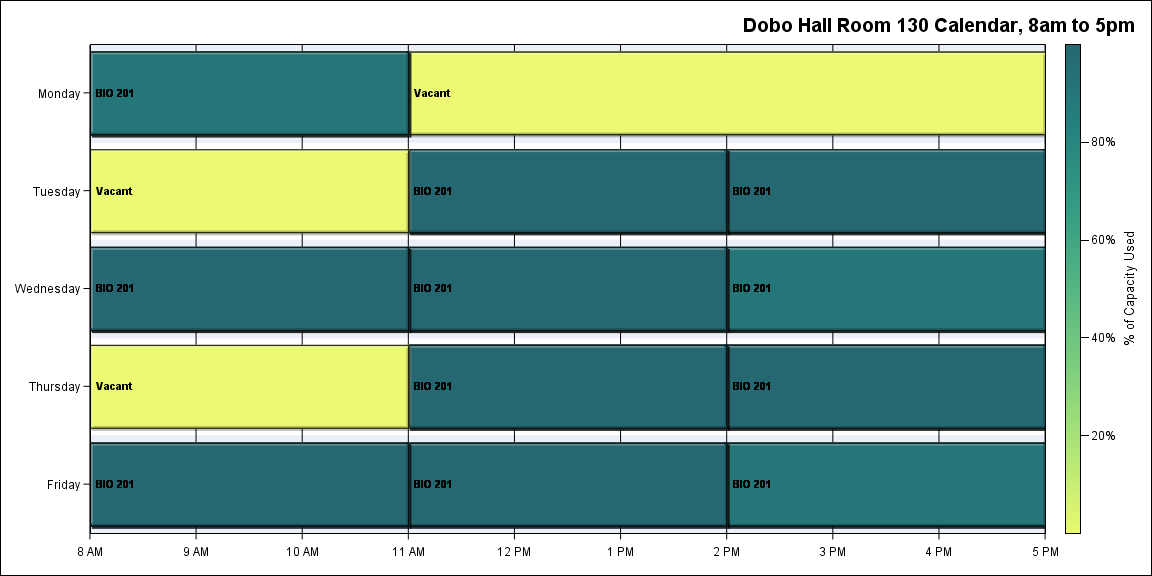 Dobo Hall Room 130 Calendar, 8am to 5pm
Monday
BIO 201
Vacant
Tuesday
Vacant
BIO 201
BIO 201
Wednesday
BIO 201
BIO 201
BIO 201
Thursday
Vacant
BIO 201
BIO 201
Friday
BIO 201
BIO 201
BIO 201
8 AM 9 AM 10 AM 11 AM 12 PM 1 PM 2 PM 3 PM 4 PM 5 PM
80%
60%
40%
20%
% of Capacity Used